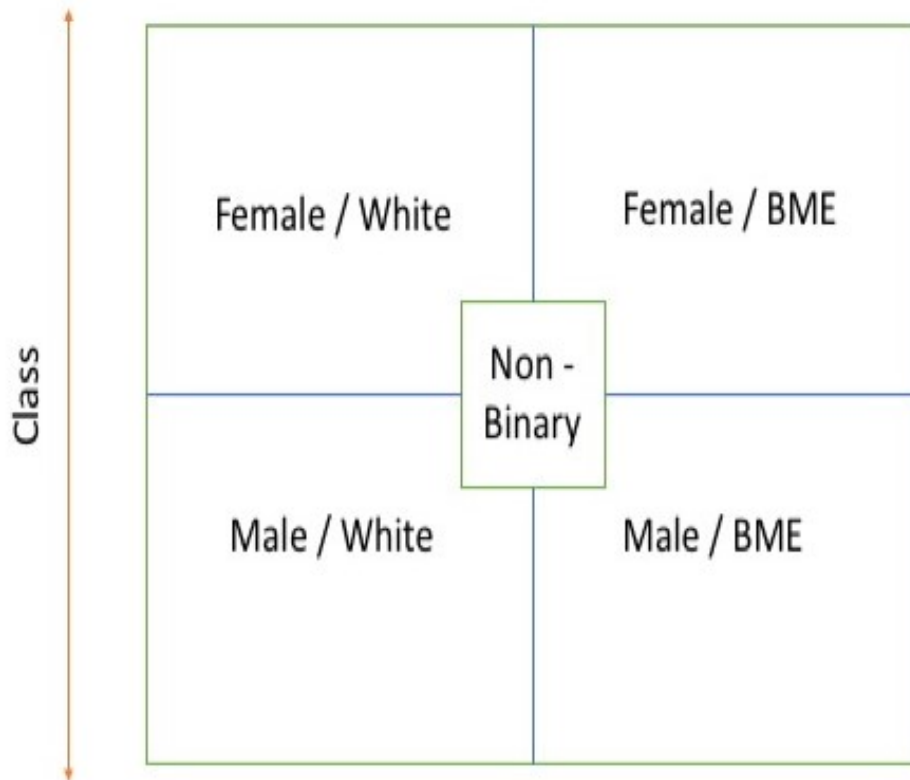 Female / White
Female / BME
Class
Non -
Binary
Male / White
Male / BME